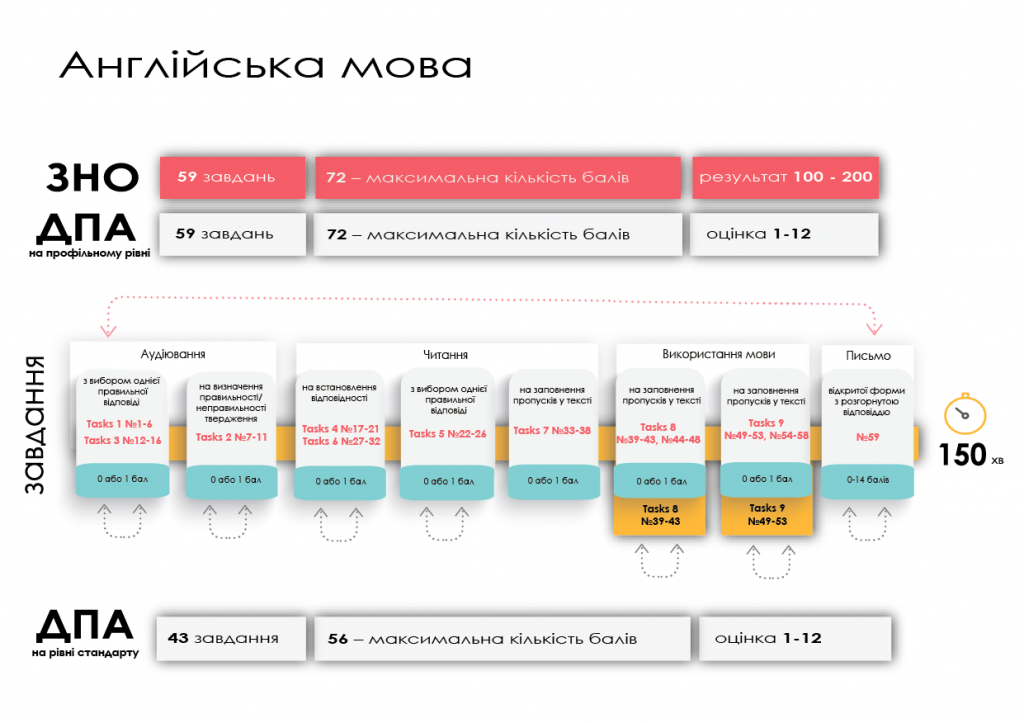 Англійська мова
ЗНО
59 завдань
72 – максимальна кількість балів
результат 100 - 200
ДПА
на профільному рівні
59 завдань
72 – максимальна кількість балів
оцінка 1-12
завдання
Аудіювання
з вибором однієї
правильної
відповіді
Tasks 1 №1-6
Tasks 3 №12-16
0 або 1 бал
на визначення
правильності/
неправильності
твердження
Tasks 2 №7-11
0 або 1 бал
Читання
на встановлення
відповідності
Tasks 4 №17-21
Tasks 6 №27-32
0 або 1 бал
з вибором однієї
правильної
відповіді
Tasks 5 №22-26
0 або 1 бал
на заповнення
пропусків у тексті
Tasks 7 №33-38
0 або 1 бал
Використання мови
на заповнення
пропусків у тексті
Tasks 8
№39-43, №44-48
0 або 1 бал
Tasks 8
№39-43
на заповнення
пропусків у тексті
Tasks 9
№49-53, №54-58
0 або 1 бал
Tasks 9
№49-53
Письмо
відкритої форми
з розгорнутою
відповіддю
№59
0-14 балів
150 хв
ДПА
на рівні стандарту
43 завдання
56 – максимальна кількість балів
оцінка 1-12